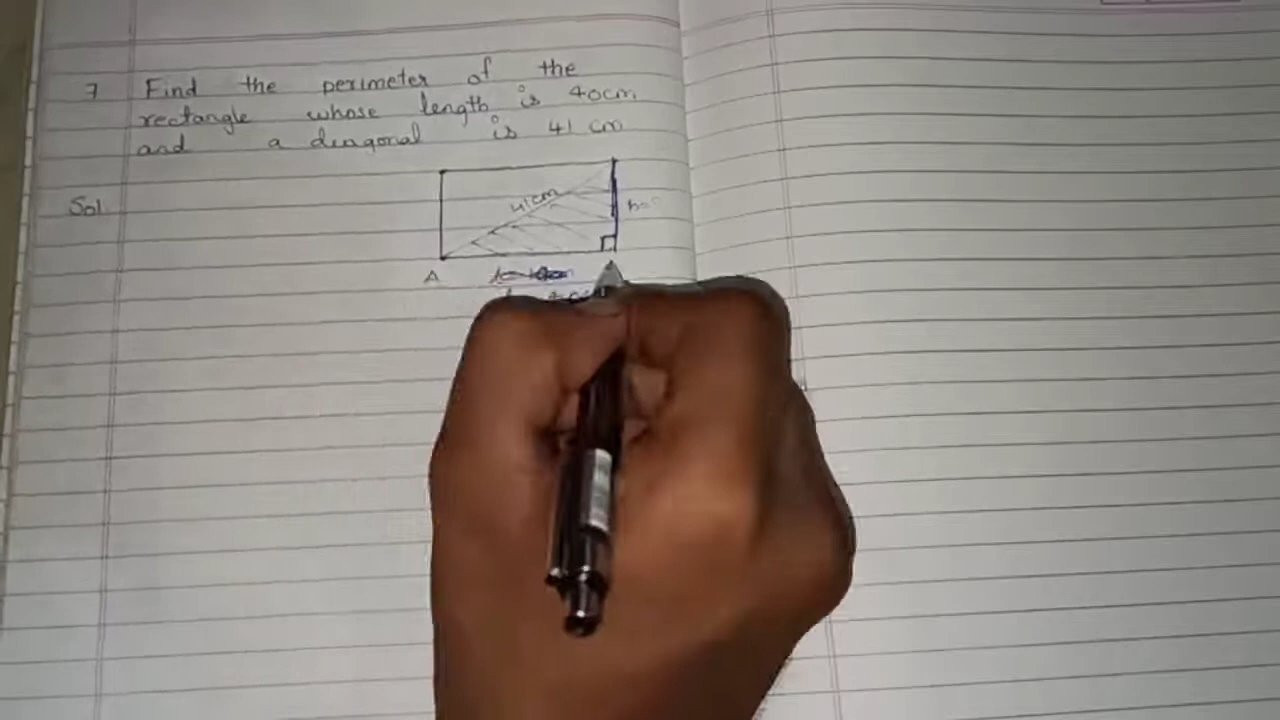 7 Find the perimeter of the
rectangle whose length is 40cm
and a diagonal is 41 cm
Sol
41cm
A